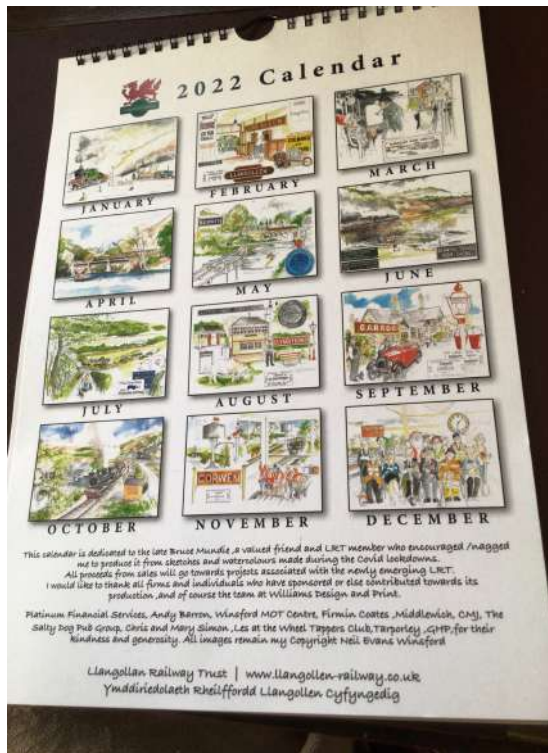 2022 Calendar
JANUARY
FEBRUARY
MARCH
APRIL
MAY
JUNE
JULY
AUGUST
SEPTEMBER
OCTOBER
CORWEN
NOVEMBER
DECEMBER
This calendar is dedicated to the late Bruce Mundie ,a valued friend and LRT member who encouraged /nagged
me to produce it from sketches and watercolours made during the Covid lockdowns.
All proceeds from sales will go towards projects associated with the newly emerging LRT.
I would like to thank all firms and individuals who have sponsored or else contributed towards its
production ,and of course the team at Williams Design and Print.
Platinum Financial Services, Andy Barron, Winsford MOT Centre, Firmin Coates ,Middlewich, CMJ, The
Salty Dog Pub Group, Chris and Mary Simon ,Les at the Wheel Tappers Club,Tarporley ,GHP,for their
kindness and generosity. All images remain my Copyright Neil Evans Winsford
Llangollan Railway Trust | www.llangollen-railway.co.uk
Ymddiriedolaeth Rheilffordd Llangollen Cyfyngedig